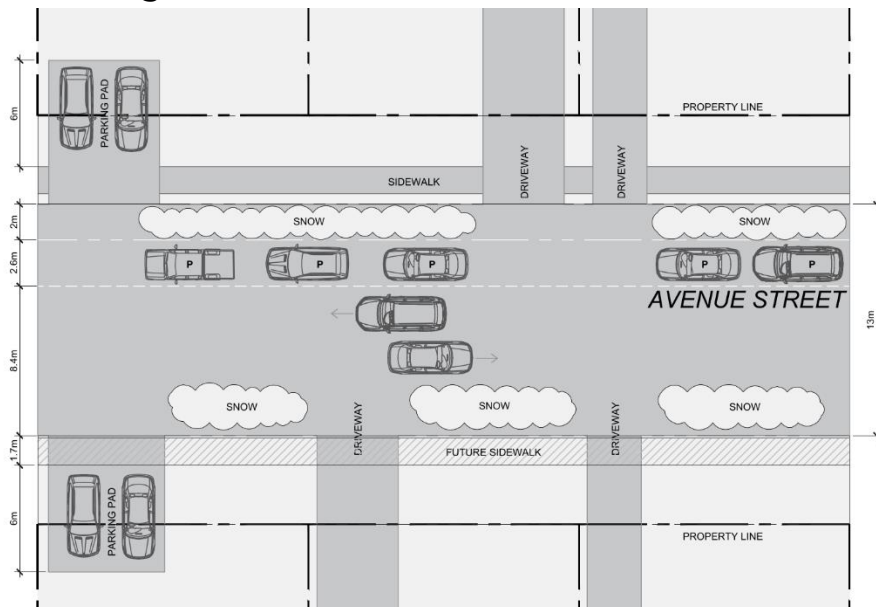 PARKING PAD
6m
PROPERTY LINE
SIDEWALK
DRIVEWAY
DRIVEWAY
2m
SNOW
SNOW
2.6m
P
P
P
P
P
AVENUE STREET
13m
8.4m
SNOW
SNOW
SNOW
DRIVEWAY
DRIVEWAY
1.7m
FUTURE SIDEWALK
6m
PARKING PAD
PROPERTY LINE